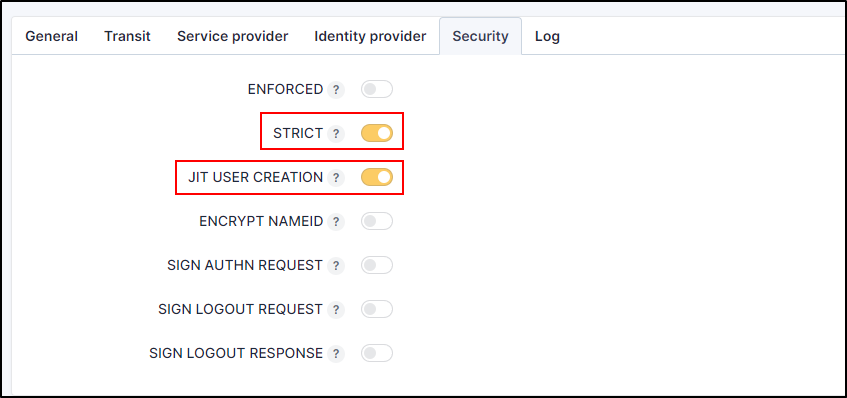 General Transit Service provider Identity provider Security Log
ENFORCED ?
STRICT ?
JIT USER CREATION ?
ENCRYPT NAMEID ?
SIGN AUTHN REQUEST ?
SIGN LOGOUT REQUEST ?
SIGN LOGOUT RESPONSE ?